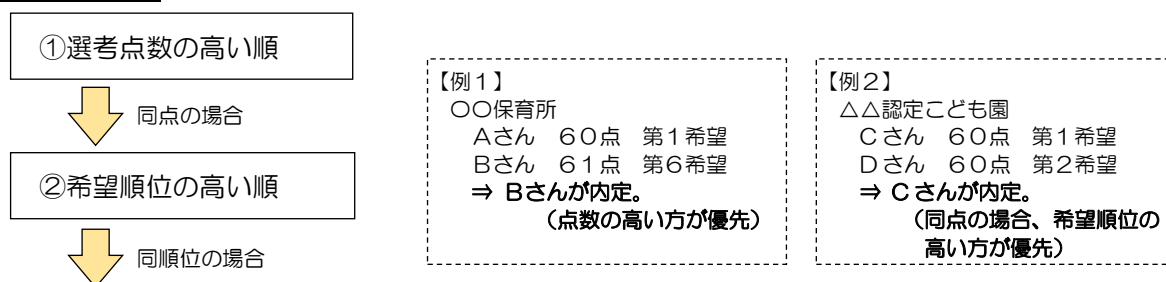 ①選考点数の高い順
同点の場合
②希望順位の高い順
同順位の場合
【例１】
〇〇保育所
Aさん　６０点　第１希望
Bさん　６１点　第６希望
⇒ Bさんが内定。
（点数の高い方が優先）
【例２】
△△認定こども園
Cさん　６０点　第１希望
Dさん　６０点　第２希望
⇒ Cさんが内定。
（同点の場合、希望順位の
高い方が優先）